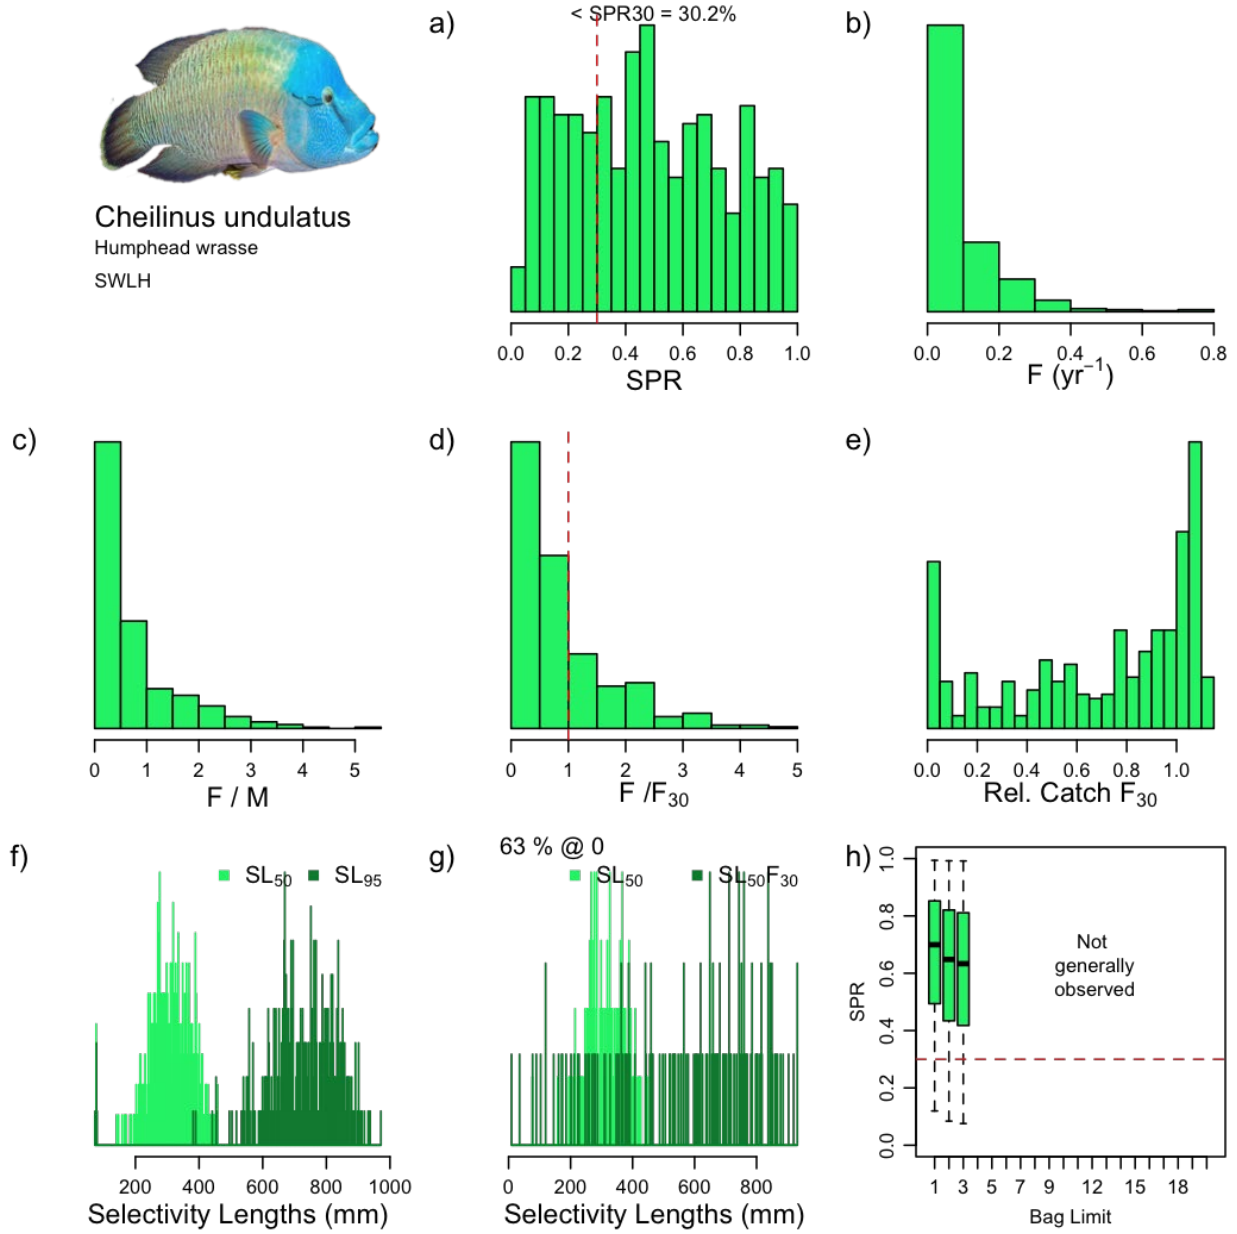 Cheilinus undulatus
Humphead wrasse
SWLH
a)
< SPR30 = 30.2%
0.0 0.2 0.4 0.6 0.8 1.0
SPR
b)
0.0 0.2 0.4 0.6 0.8
F (yr⁻¹)
c)
0 1 2 3 4 5
F / M
d)
0 1 2 3 4 5
F /F₃₀
e)
0.0 0.2 0.4 0.6 0.8 1.0
Rel. Catch F₃₀
f)
SL₅₀ SL₉₅
200 400 600 800 1000
Selectivity Lengths (mm)
g)
63 % @ 0
SL₅₀ SL₅₀F₃₀
0 200 400 600 800
Selectivity Lengths (mm)
h)
SPR
0.0 0.2 0.4 0.6 0.8 1.0
Not
generally
observed
1 3 5 7 9 12 15 18
Bag Limit